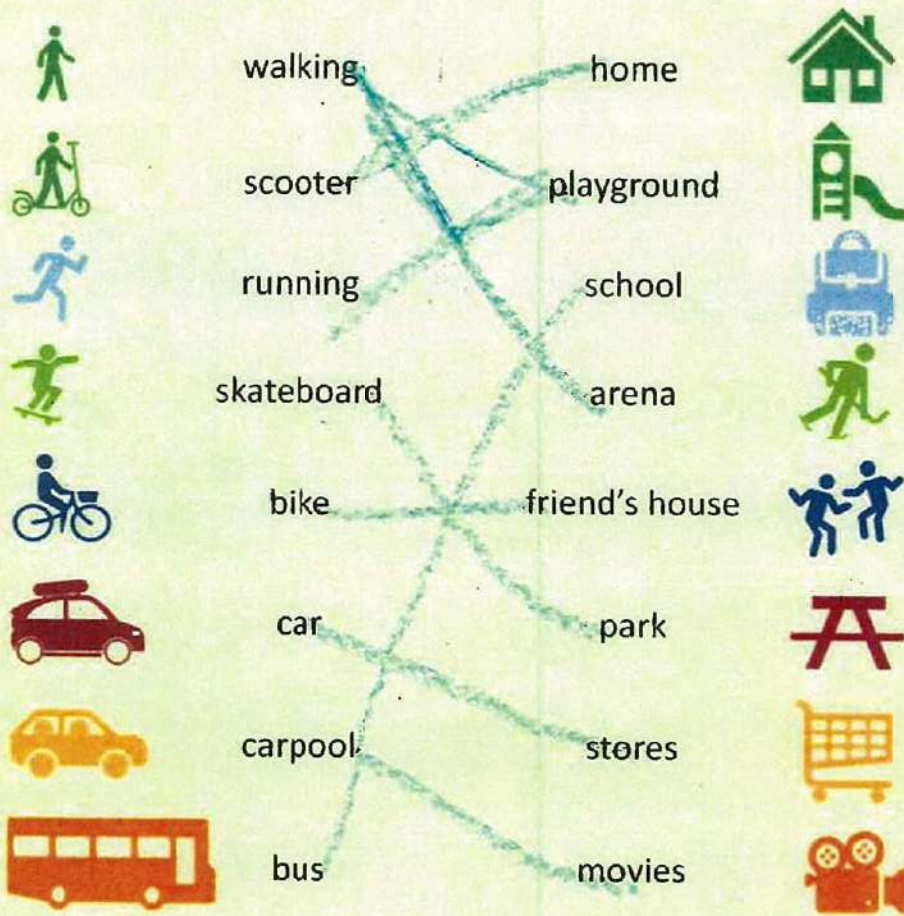 walking home
scooter playground
running school
skateboard arena
bike friend's house
car park
carpool stores
bus movies